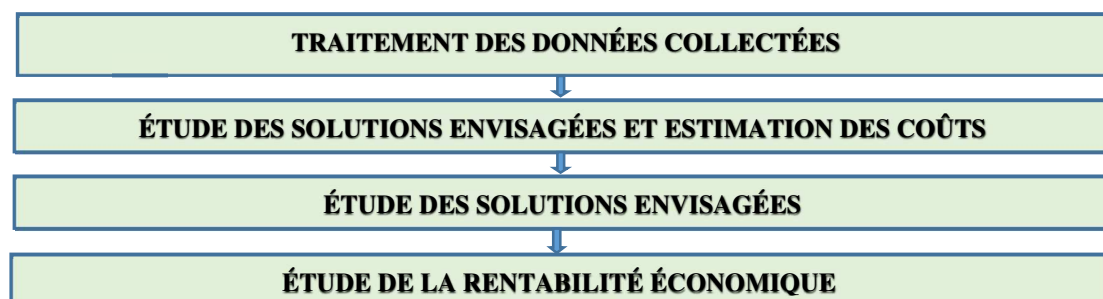 TRAITEMENT DES DONNÉES COLLECTÉES
ÉTUDE DES SOLUTIONS ENVISAGÉES ET ESTIMATION DES COÛTS
ÉTUDE DES SOLUTIONS ENVISAGÉES
ÉTUDE DE LA RENTABILITÉ ÉCONOMIQUE